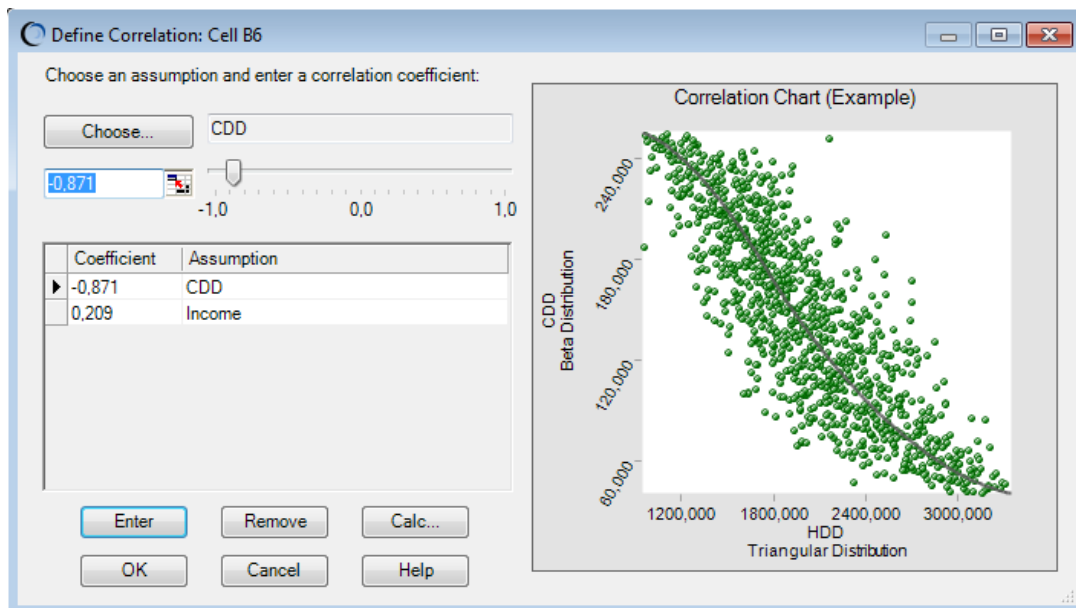 Define Correlation: Cell B6
Choose an assumption and enter a correlation coefficient:
Choose...
CDD
-0,871
-1,0 0,0 1,0
Coefficient Assumption
-0,871 CDD
0,209 Income
Enter Remove Calc...
OK Cancel Help
Correlation Chart (Example)
CDD
Beta Distribution
240,000
180,000
120,000
60,000
1200,000 1800,000 2400,000 3000,000
HDD
Triangular Distribution